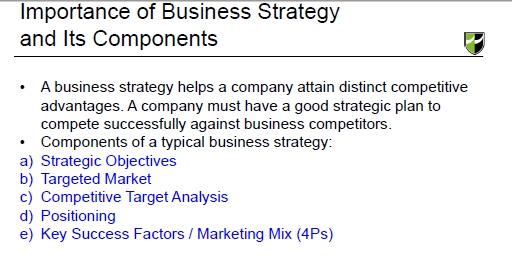 Importance of Business Strategy
and Its Components
• A business strategy helps a company attain distinct competitive
advantages. A company must have a good strategic plan to
compete successfully against business competitors.
• Components of a typical business strategy:
a) Strategic Objectives
b) Targeted Market
c) Competitive Target Analysis
d) Positioning
e) Key Success Factors / Marketing Mix (4Ps)